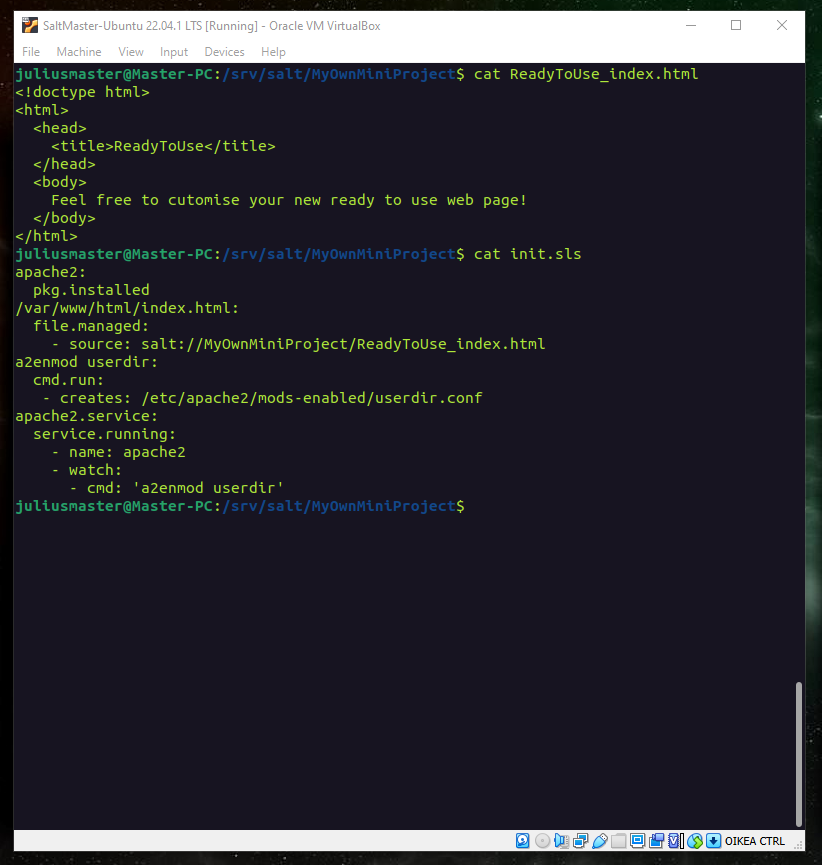 SaltMaster-Ubuntu 22.04.1 LTS [Running] - Oracle VM VirtualBox
File Machine View Input Devices Help
juliusmaster@Master-PC:/srv/salt/MyOwnMiniProject$ cat ReadyToUse_index.html
<!doctype html>
<html>
  <head>
    <title>ReadyToUse</title>
  </head>
  <body>
    Feel free to cutomise your new ready to use web page!
  </body>
</html>
juliusmaster@Master-PC:/srv/salt/MyOwnMiniProject$ cat init.sls
apache2:
  pkg.installed
/var/www/html/index.html:
  file.managed:
    - source: salt://MyOwnMiniProject/ReadyToUse_index.html
a2enmod userdir:
  cmd.run:
   - creates: /etc/apache2/mods-enabled/userdir.conf
apache2.service:
  service.running:
    - name: apache2
    - watch:
      - cmd: 'a2enmod userdir'
juliusmaster@Master-PC:/srv/salt/MyOwnMiniProject$
OIKEA CTRL